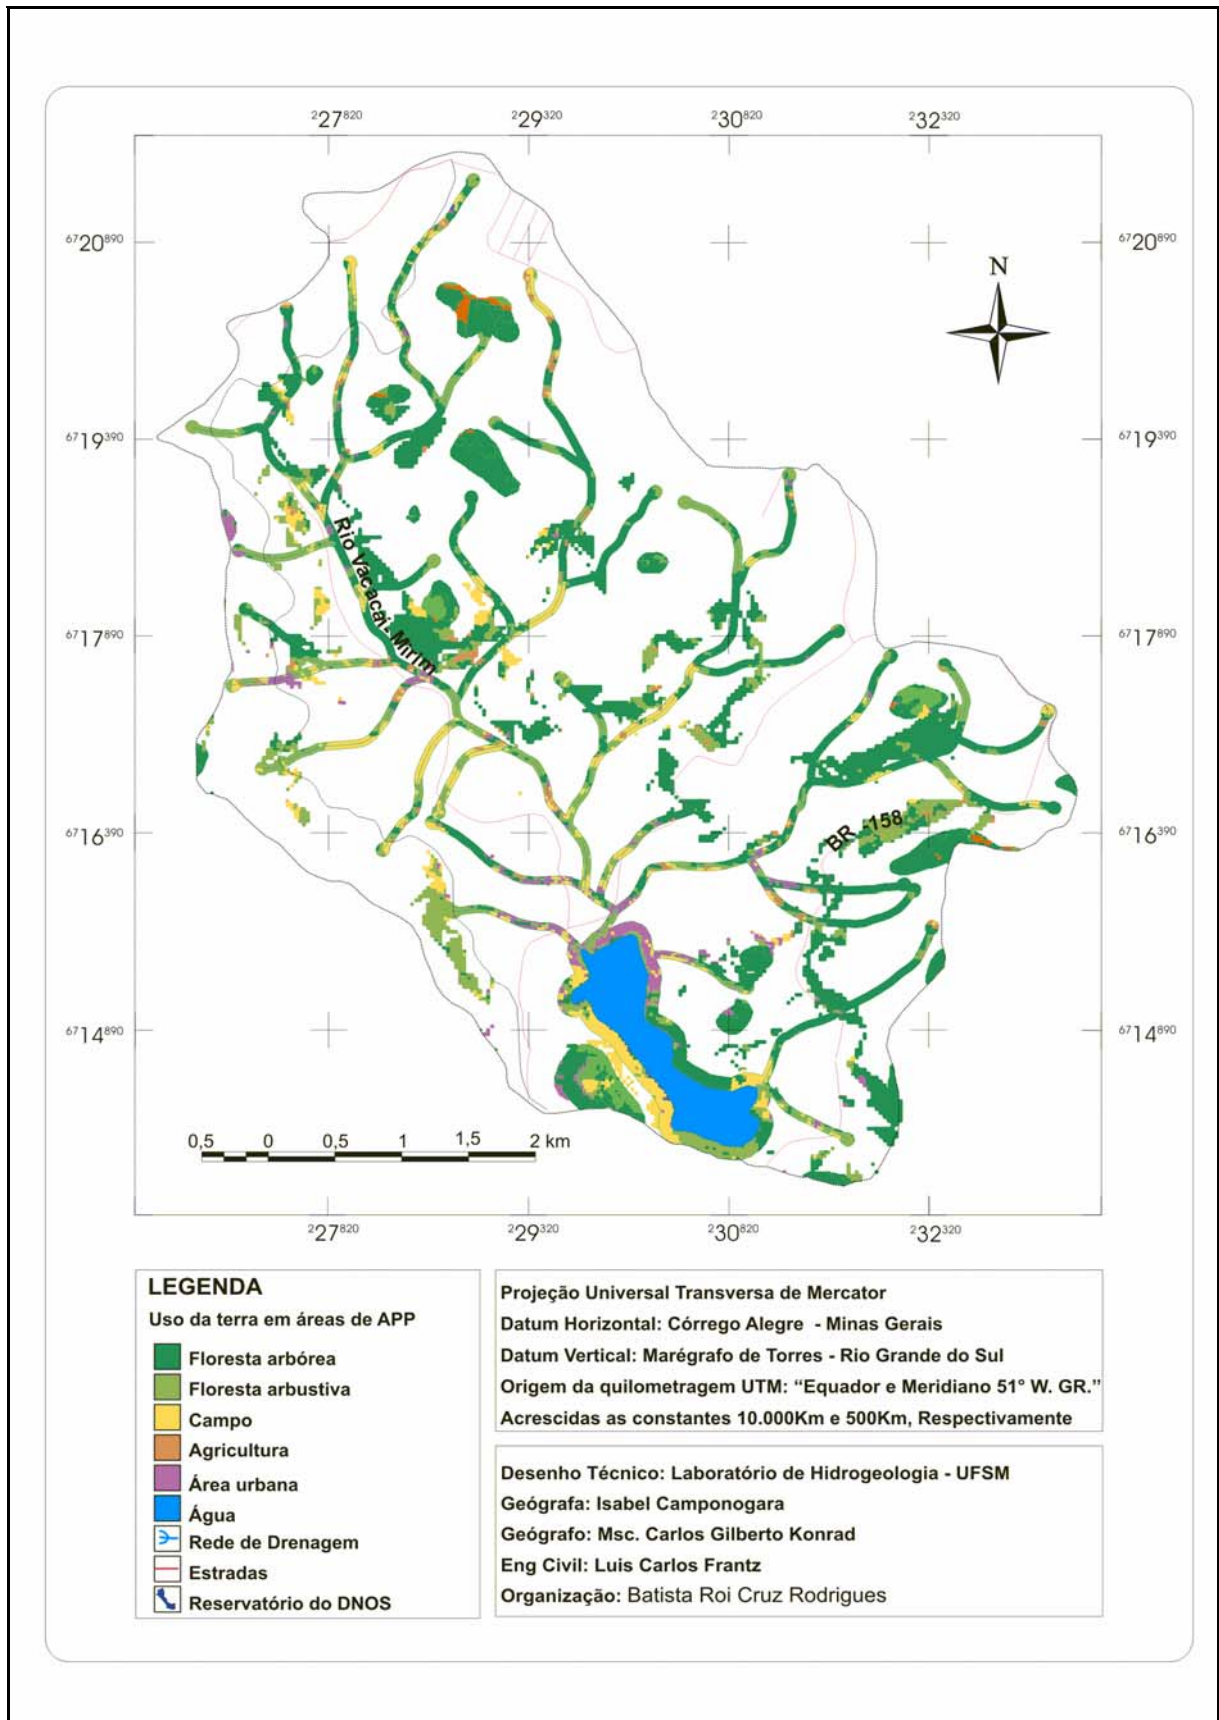 227820 229320 230820 232320
N
6720890 6720890
6719390 6719390
Rio Vacacaí-Mirim
6717890 6717890
BR -158
6716390 6716390
6714890 6714890
0,5 0 0,5 1 1,5 2 km
227820 229320 230820 232320
LEGENDA
Uso da terra em áreas de APP
Floresta arbórea
Floresta arbustiva
Campo
Agricultura
Área urbana
Água
Rede de Drenagem
Estradas
Reservatório do DNOS
Projeção Universal Transversa de Mercator
Datum Horizontal: Córrego Alegre - Minas Gerais
Datum Vertical: Marégrafo de Torres - Rio Grande do Sul
Origem da quilometragem UTM: “Equador e Meridiano 51° W. GR.”
Acrescidas as constantes 10.000Km e 500Km, Respectivamente
Desenho Técnico: Laboratório de Hidrogeologia - UFSM
Geógrafa: Isabel Camponogara
Geógrafo: Msc. Carlos Gilberto Konrad
Eng Civil: Luis Carlos Frantz
Organização: Batista Roi Cruz Rodrigues